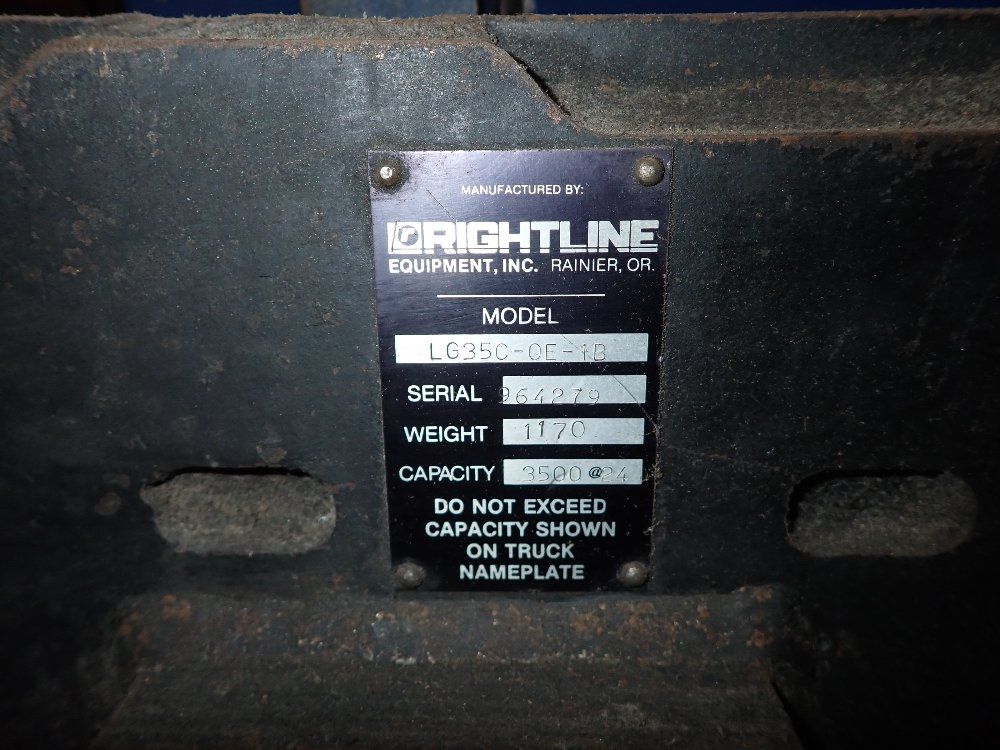 MANUFACTURED BY:
RIGHTLINE
EQUIPMENT, INC. RAINIER, OR.
MODEL
LG35C-OE-1B
SERIAL 964279
WEIGHT 1170
CAPACITY 3500@24
DO NOT EXCEED
CAPACITY SHOWN
ON TRUCK
NAMEPLATE